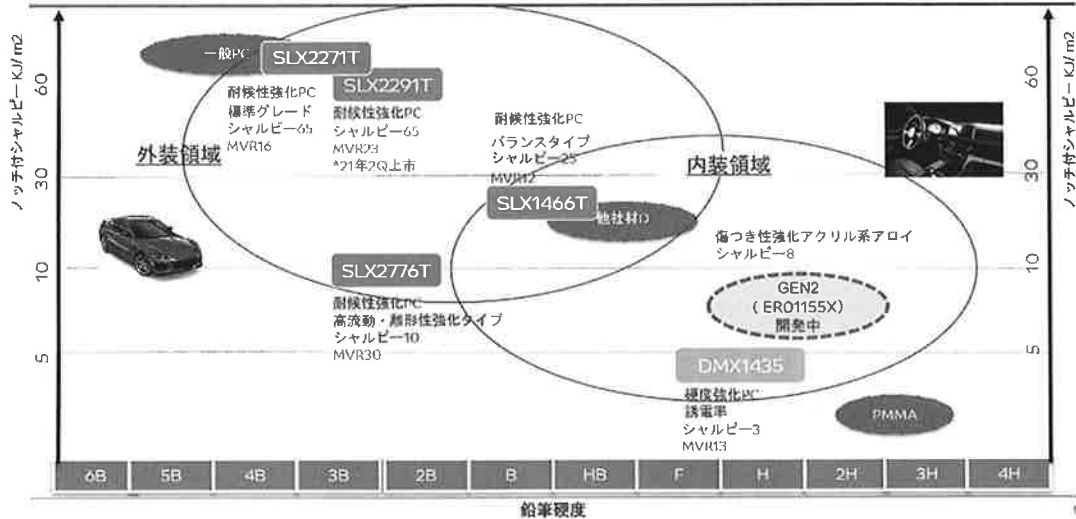 ノッチ付シャルピー KJ/m2
60
30
10
5
一般PC
SLX2271T
耐候性強化PC
標準グレード
シャルピー65
MVR16
SLX2291T
耐候性強化PC
シャルピー65
MVR23
*21年2Q上市
外装領域
耐候性強化PC
バランスタイプ
シャルピー25
MVR12
SLX1466T
他社材D
内装領域
SLX2776T
耐候性強化PC
高流動・離形性強化タイプ
シャルピー10
MVR30
傷つき性強化アクリル系アロイ
シャルピー8
GEN2
(ER01155X)
開発中
DMX1435
硬度強化PC
誘電率
シャルピー3
MVR13
PMMA
60
30
10
5
ノッチ付シャルピー KJ/m2
6B 5B 4B 3B 2B B HB F H 2H 3H 4H
鉛筆硬度